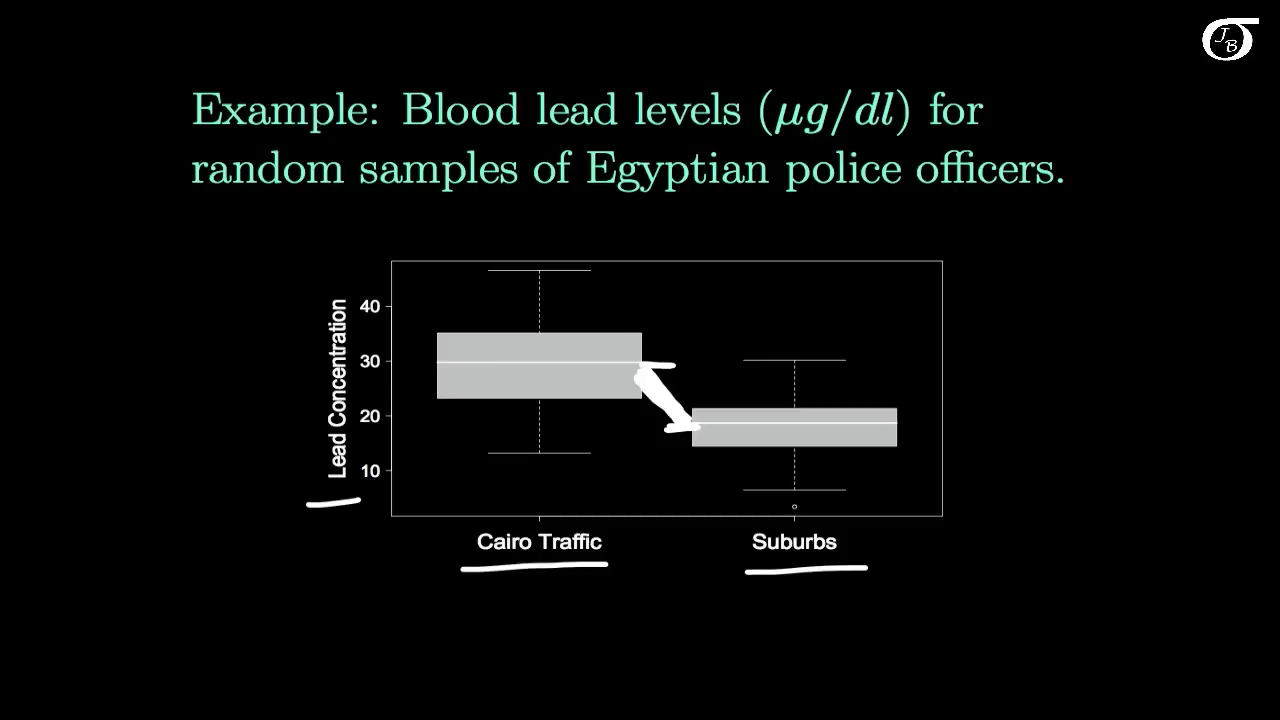 JB
Example: Blood lead levels (μg/dl) for
random samples of Egyptian police officers.
Lead Concentration
40
30
20
10
Cairo Traffic
Suburbs